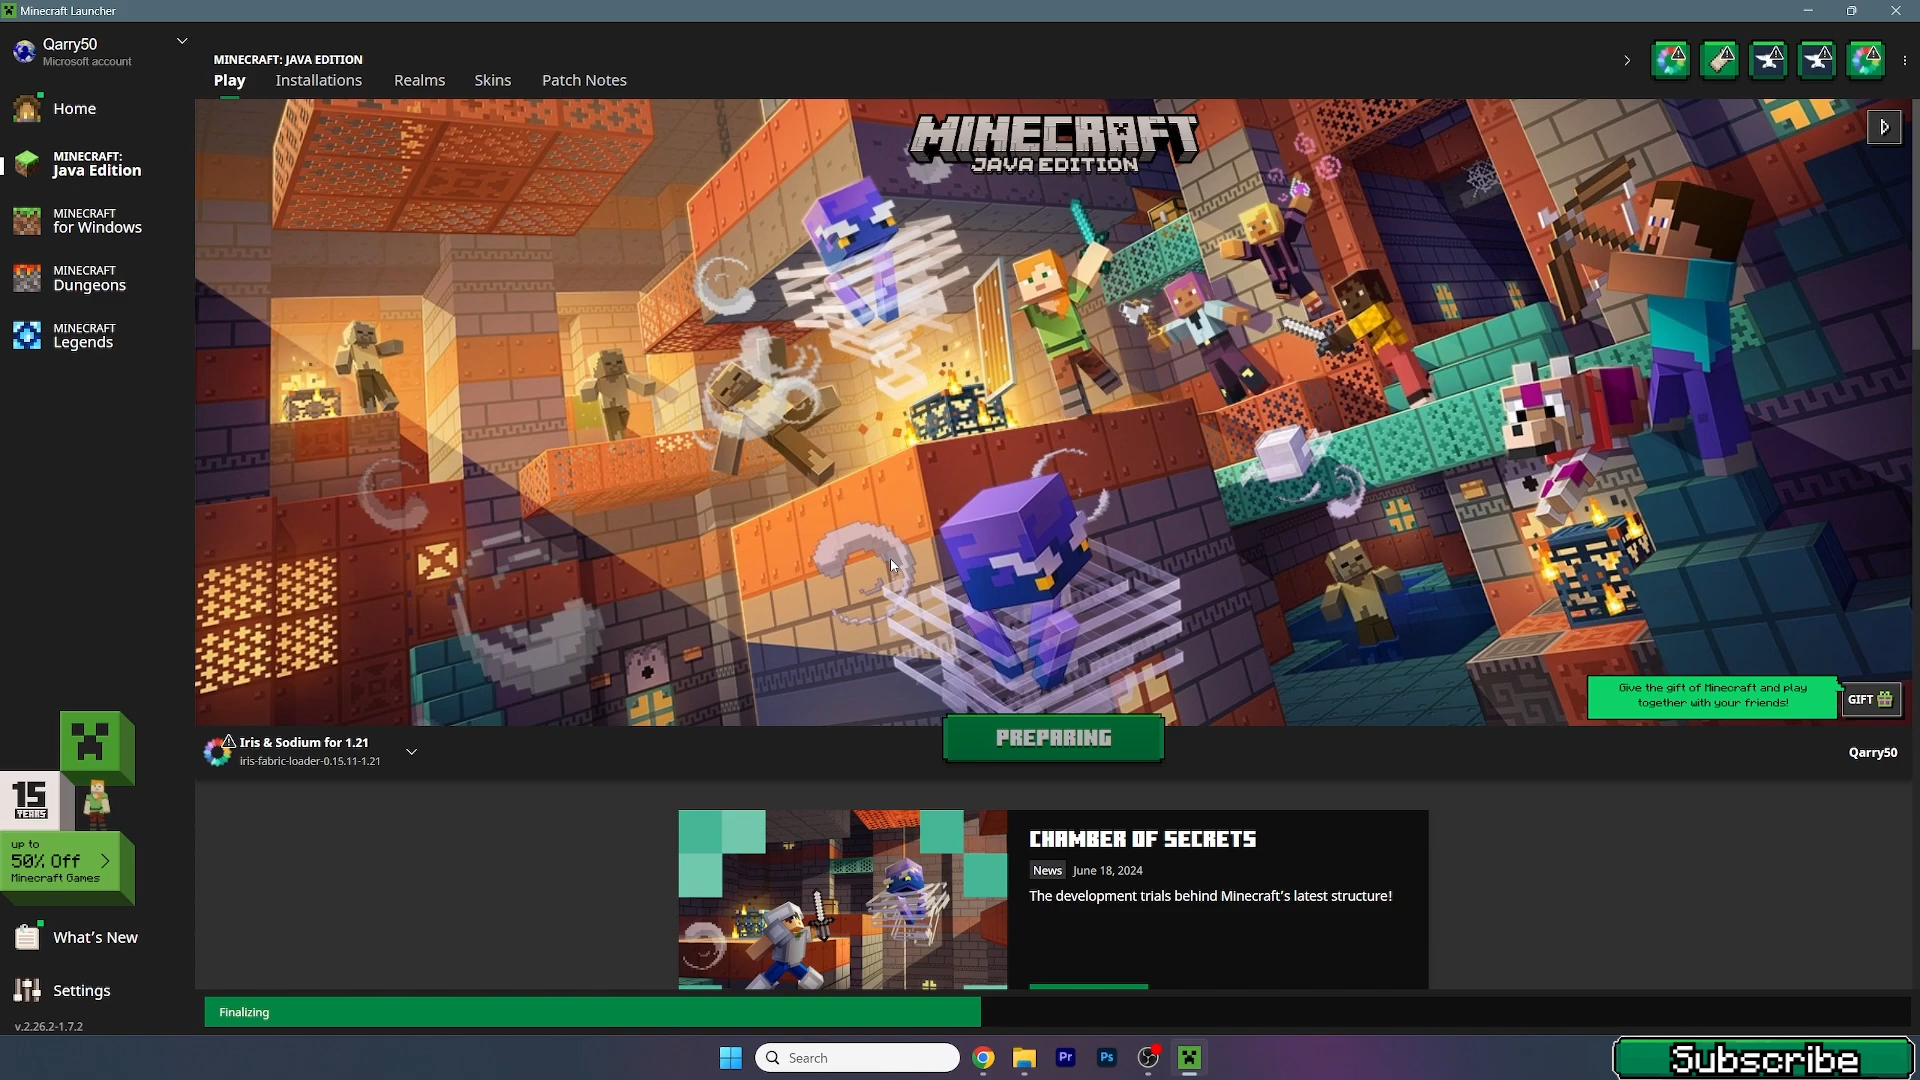 Minecraft Launcher
Qarry50
Microsoft account
Home
MINECRAFT:
Java Edition
MINECRAFT
for Windows
MINECRAFT
Dungeons
MINECRAFT
Legends
15
YEARS
up to
50% Off
Minecraft Games
What's New
Settings
v.2.26.2-1.7.2
MINECRAFT: JAVA EDITION
Play Installations Realms Skins Patch Notes
MINECRAFT
JAVA EDITION
Give the gift of Minecraft and play
together with your friends!
GIFT
Iris & Sodium for 1.21
iris-fabric-loader-0.15.11-1.21
PREPARING
Qarry50
CHAMBER OF SECRETS
News June 18, 2024
The development trials behind Minecraft's latest structure!
Finalizing
Search
Pr
Ps
Subscribe